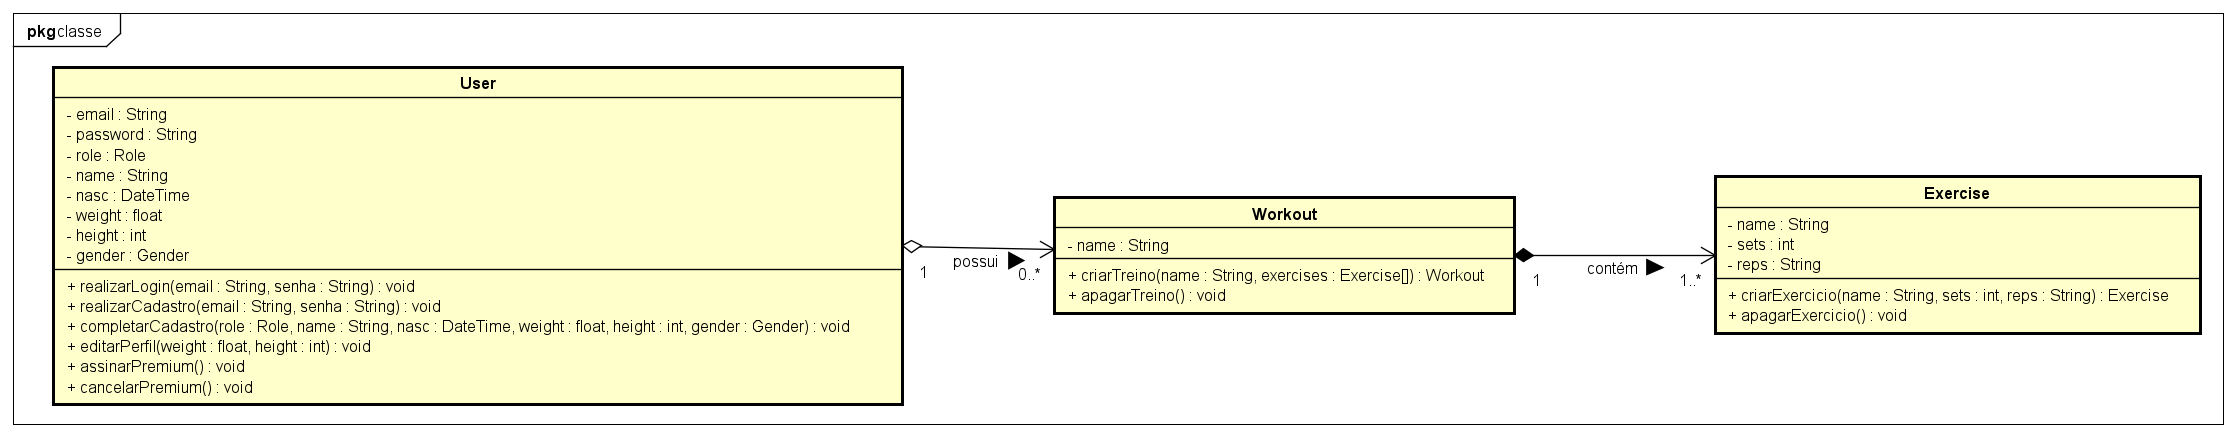 pkg classe
User
- email : String
- password : String
- role : Role
- name : String
- nasc : DateTime
- weight : float
- height : int
- gender : Gender
+ realizarLogin(email : String, senha : String) : void
+ realizarCadastro(email : String, senha : String) : void
+ completarCadastro(role : Role, name : String, nasc : DateTime, weight : float, height : int, gender : Gender) : void
+ editarPerfil(weight : float, height : int) : void
+ assinarPremium() : void
+ cancelarPremium() : void
1
possui
0..*
Workout
- name : String
+ criarTreino(name : String, exercises : Exercise[]) : Workout
+ apagarTreino() : void
1
contém
1..*
Exercise
- name : String
- sets : int
- reps : String
+ criarExercicio(name : String, sets : int, reps : String) : Exercise
+ apagarExercicio() : void